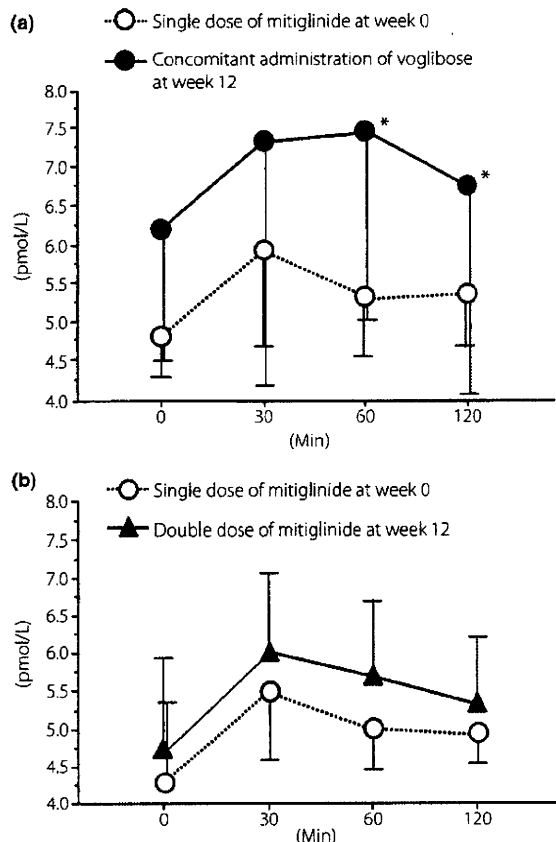 (a)
Single dose of mitiglinide at week 0
Concomitant administration of voglibose
at week 12
8.0
7.5
7.0
6.5
6.0
5.5
5.0
4.5
4.0
(pmol/L)
*
*
0 30 60 120
(Min)
(b)
Single dose of mitiglinide at week 0
Double dose of mitiglinide at week 12
8.0
7.5
7.0
6.5
6.0
5.5
5.0
4.5
4.0
(pmol/L)
0 30 60 120
(Min)